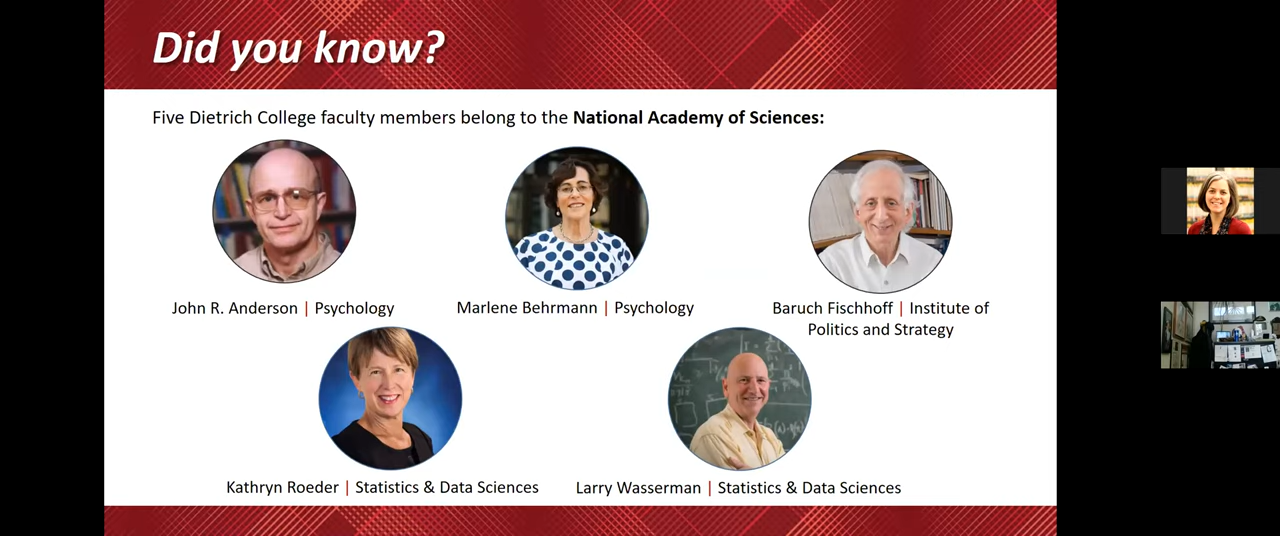 Did you know?
Five Dietrich College faculty members belong to the National Academy of Sciences:
John R. Anderson | Psychology
Marlene Behrmann | Psychology
Baruch Fischhoff | Institute of
Politics and Strategy
Kathryn Roeder | Statistics & Data Sciences
Larry Wasserman | Statistics & Data Sciences